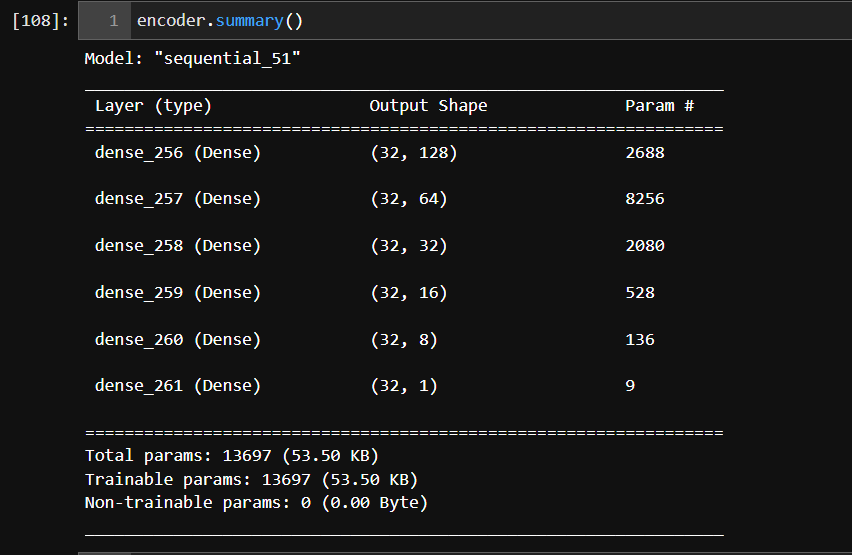 [108]: 1 encoder.summary()
Model: "sequential_51"
Layer (type) Output Shape Param #
=================================================================
dense_256 (Dense) (32, 128) 2688
dense_257 (Dense) (32, 64) 8256
dense_258 (Dense) (32, 32) 2080
dense_259 (Dense) (32, 16) 528
dense_260 (Dense) (32, 8) 136
dense_261 (Dense) (32, 1) 9
=================================================================
Total params: 13697 (53.50 KB)
Trainable params: 13697 (53.50 KB)
Non-trainable params: 0 (0.00 Byte)